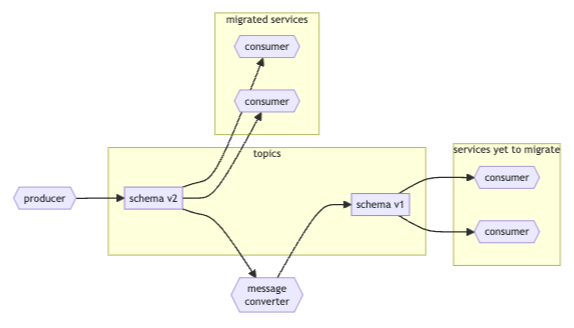 migrated services
consumer
consumer
topics
services yet to migrate
consumer
producer
schema v2
schema v1
consumer
message
converter